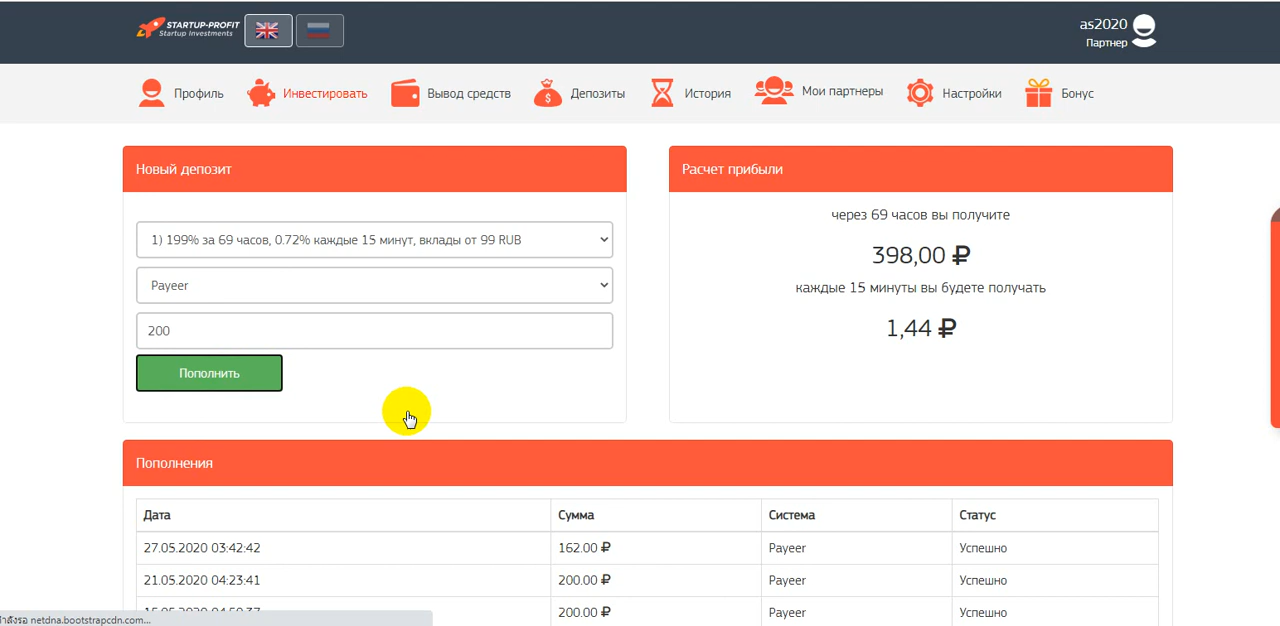 STARTUP-PROFIT
Startup Investments
as2020
Партнер
Профиль
Инвестировать
Вывод средств
Депозиты
История
Мои партнеры
Настройки
Бонус
Новый депозит
1) 199% за 69 часов, 0.72% каждые 15 минут, вклады от 99 RUB
Payeer
200
Пополнить
Расчет прибыли
через 69 часов вы получите
398,00 ₽
каждые 15 минуты вы будете получать
1,44 ₽
Пополнения
Дата Сумма Система Статус
27.05.2020 03:42:42 162.00 ₽ Payeer Успешно
21.05.2020 04:23:41 200.00 ₽ Payeer Успешно
200.00 ₽ Payeer Успешно
netdna.bootstrapcdn.com...